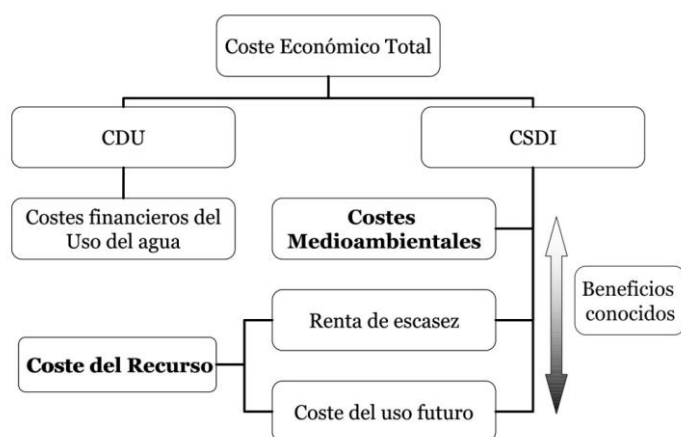 Coste Económico Total
CDU
CSDI
Costes financieros del
Uso del agua
Costes
Medioambientales
Beneficios
conocidos
Renta de escasez
Coste del Recurso
Coste del uso futuro